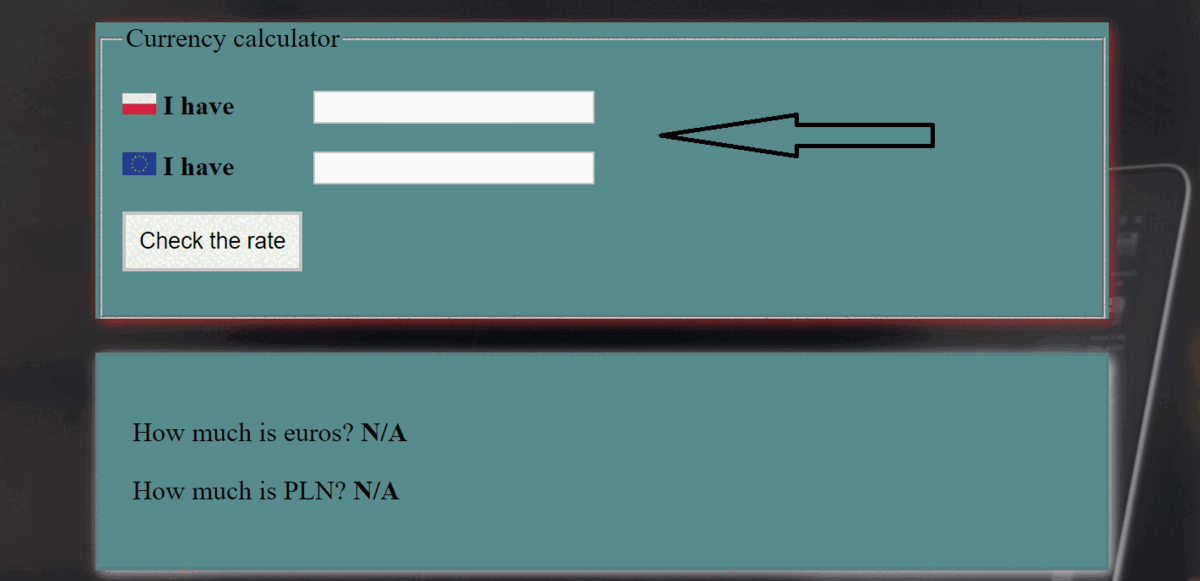 Currency calculator
I have
I have
Check the rate
How much is euros? N/A
How much is PLN? N/A